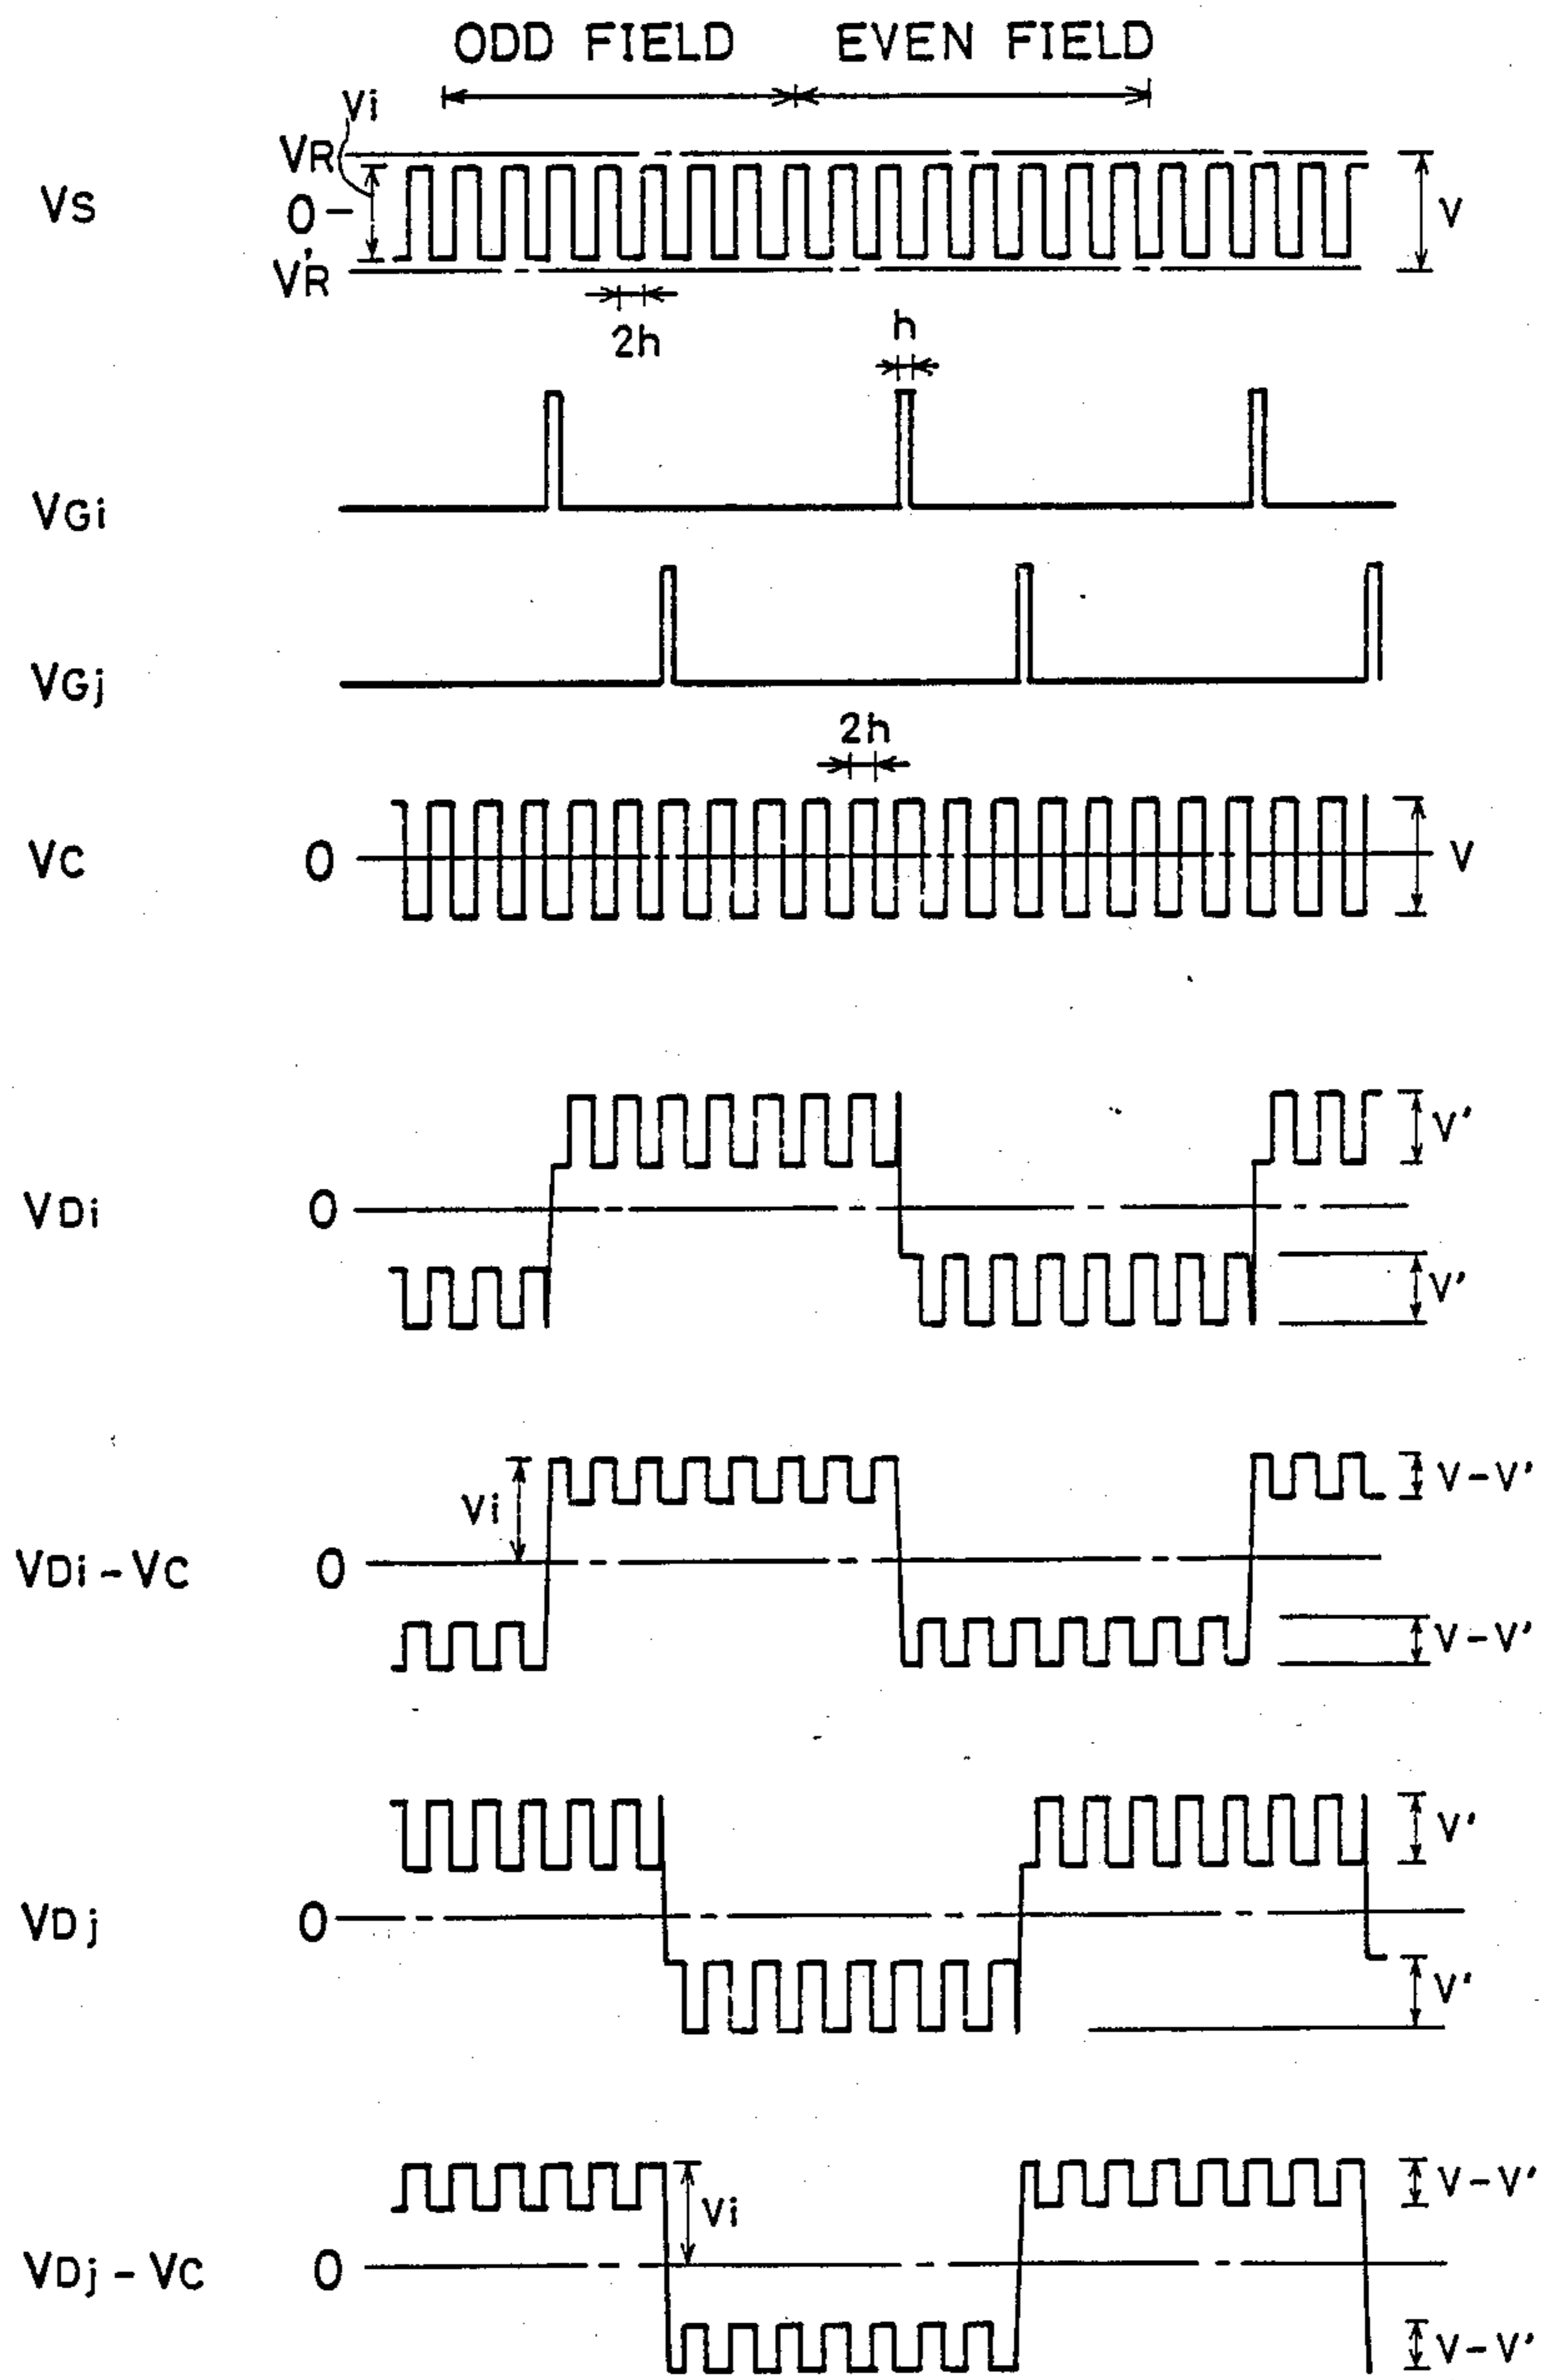 ODD FIELD EVEN FIELD
Vi
VR
VS 0 V
V'R
2h h
VGi
VGj
2h
VC 0 V
V'
VDi 0
V'
Vi V-V'
VDi-VC 0
V-V'
V'
VDj 0
V'
Vi V-V'
VDj-VC 0
V-V'